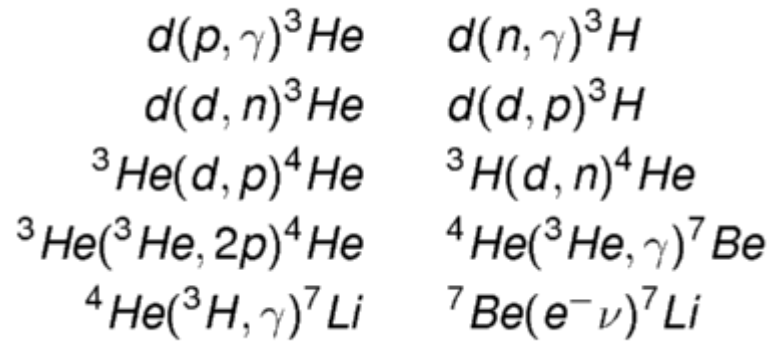 d(p, γ)³He d(n, γ)³H
d(d, n)³He d(d, p)³H
³He(d, p)⁴He ³H(d, n)⁴He
³He(³He, 2p)⁴He ⁴He(³He, γ)⁷Be
⁴He(³H, γ)⁷Li ⁷Be(e⁻ν)⁷Li